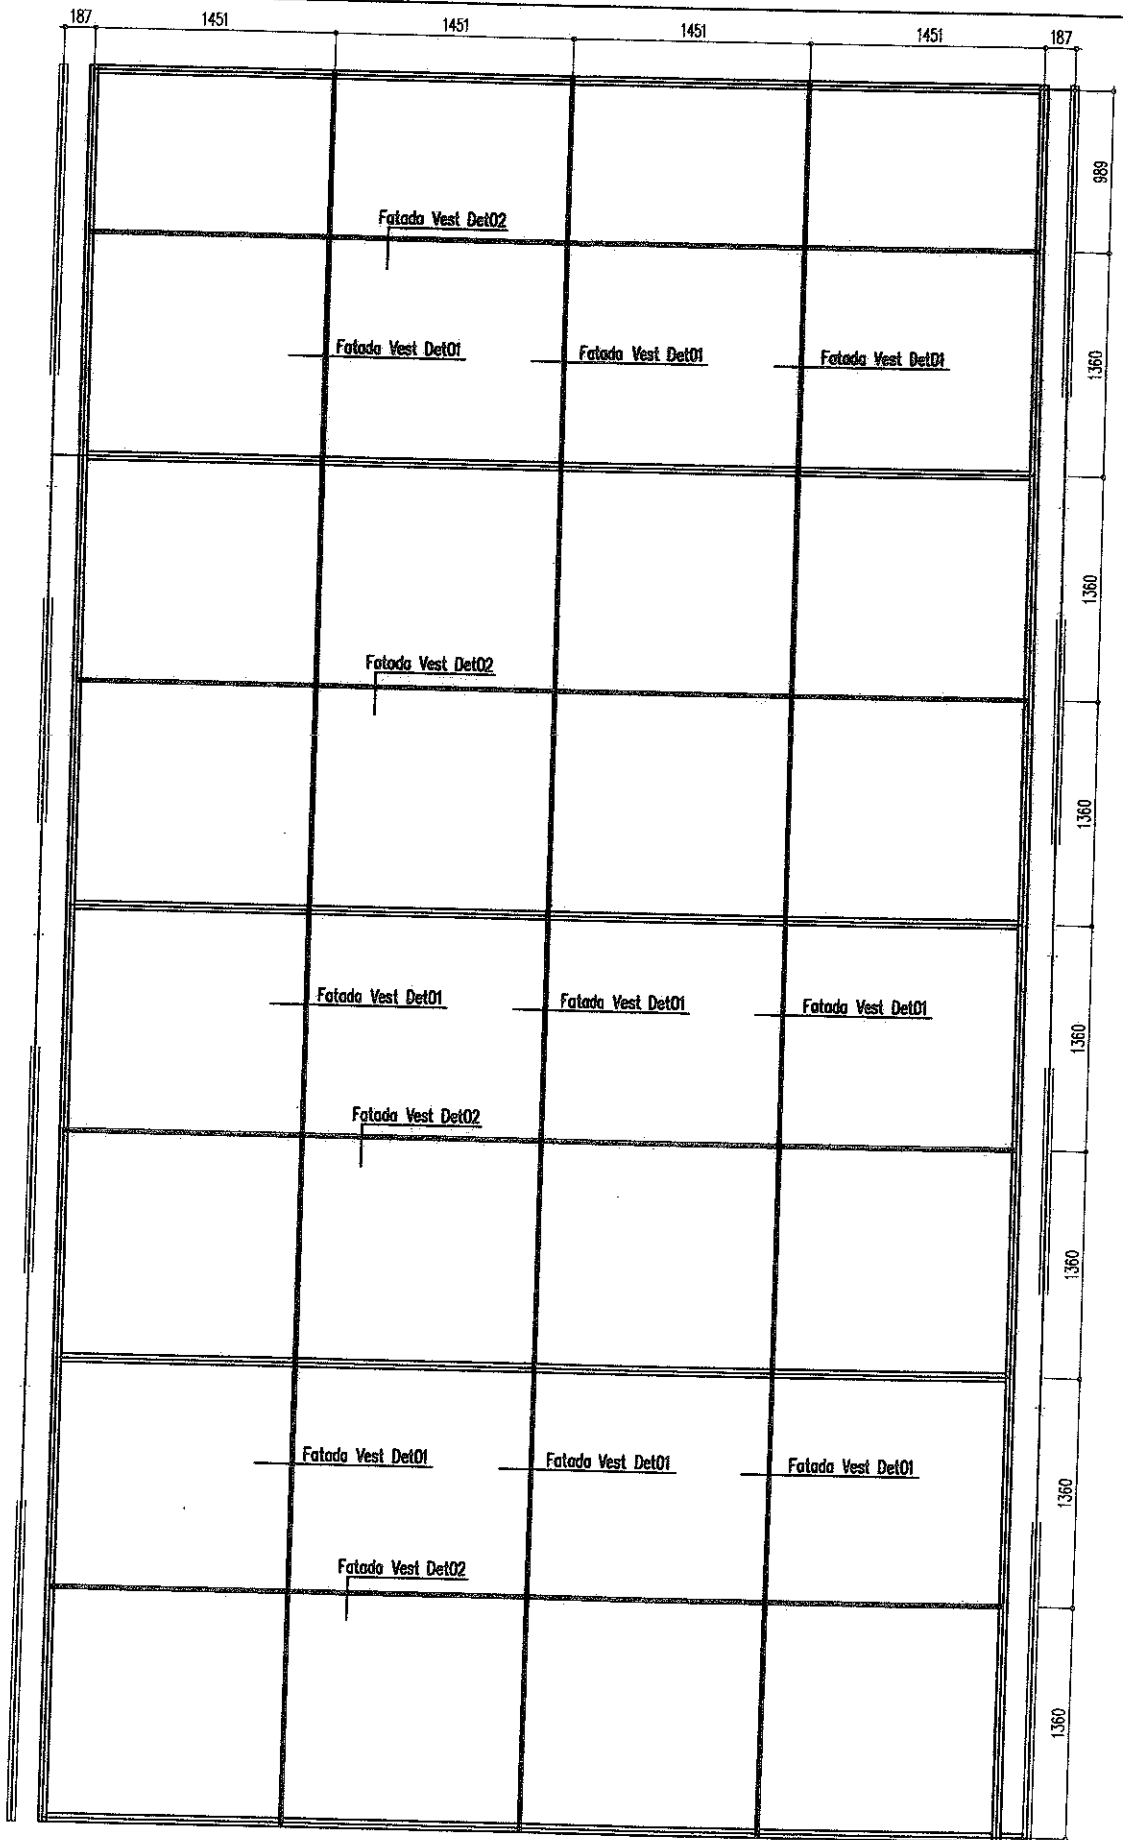 187 1451 1451 1451 1451 187
989
Fatada Vest Det02
Fatada Vest Det01 Fatada Vest Det01 Fatada Vest Det01
1360
1360
Fatada Vest Det02
1360
Fatada Vest Det01 Fatada Vest Det01 Fatada Vest Det01
1360
Fatada Vest Det02
1360
Fatada Vest Det01 Fatada Vest Det01 Fatada Vest Det01
1360
Fatada Vest Det02
1360